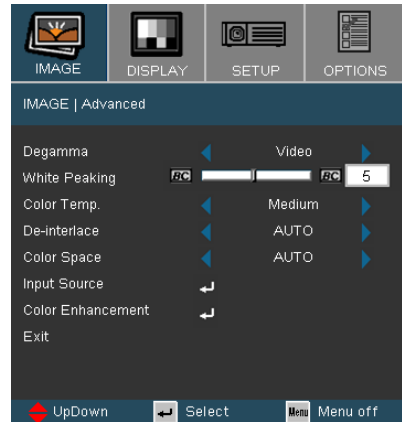 IMAGE DISPLAY SETUP OPTIONS
IMAGE | Advanced
Degamma Video
White Peaking BC BC 5
Color Temp. Medium
De-interlace AUTO
Color Space AUTO
Input Source
Color Enhancement
Exit
UpDown Select Menu Menu off